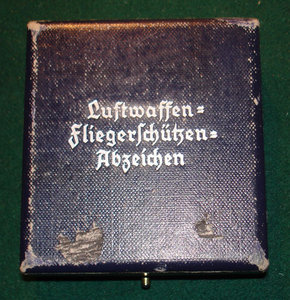 Luftwaffen=
Fliegerſchützen=
Abzeichen